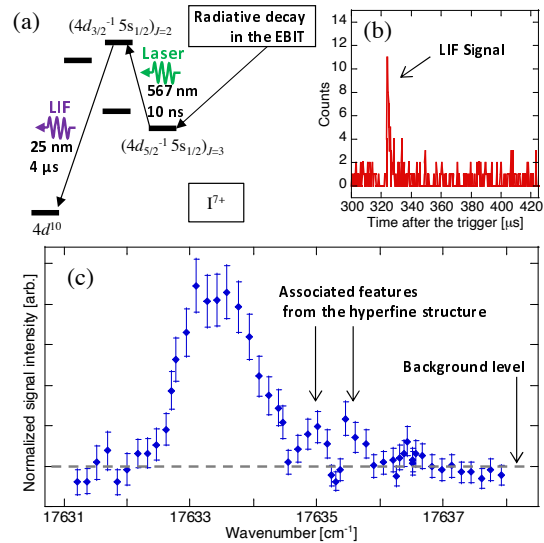 (a)
(4d3/2⁻¹ 5s1/2)J=2
Radiative decay
in the EBIT
Laser
567 nm
10 ns
LIF
25 nm
4 µs
(4d5/2⁻¹ 5s1/2)J=3
4d¹⁰
I⁷⁺
(b)
LIF Signal
Counts
14
12
10
8
6
4
2
0
300 320 340 360 380 400 420
Time after the trigger [µs]
(c)
Associated features
from the hyperfine structure
Background level
Normalized signal intensity [arb.]
17631 17633 17635 17637
Wavenumber [cm⁻¹]